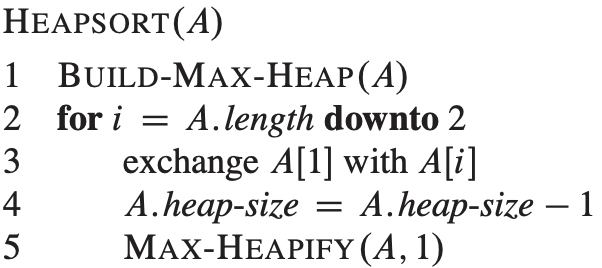 HEAPSORT(A)
1 BUILD-MAX-HEAP(A)
2 for i = A.length downto 2
3 exchange A[1] with A[i]
4 A.heap-size = A.heap-size − 1
5 MAX-HEAPIFY(A, 1)